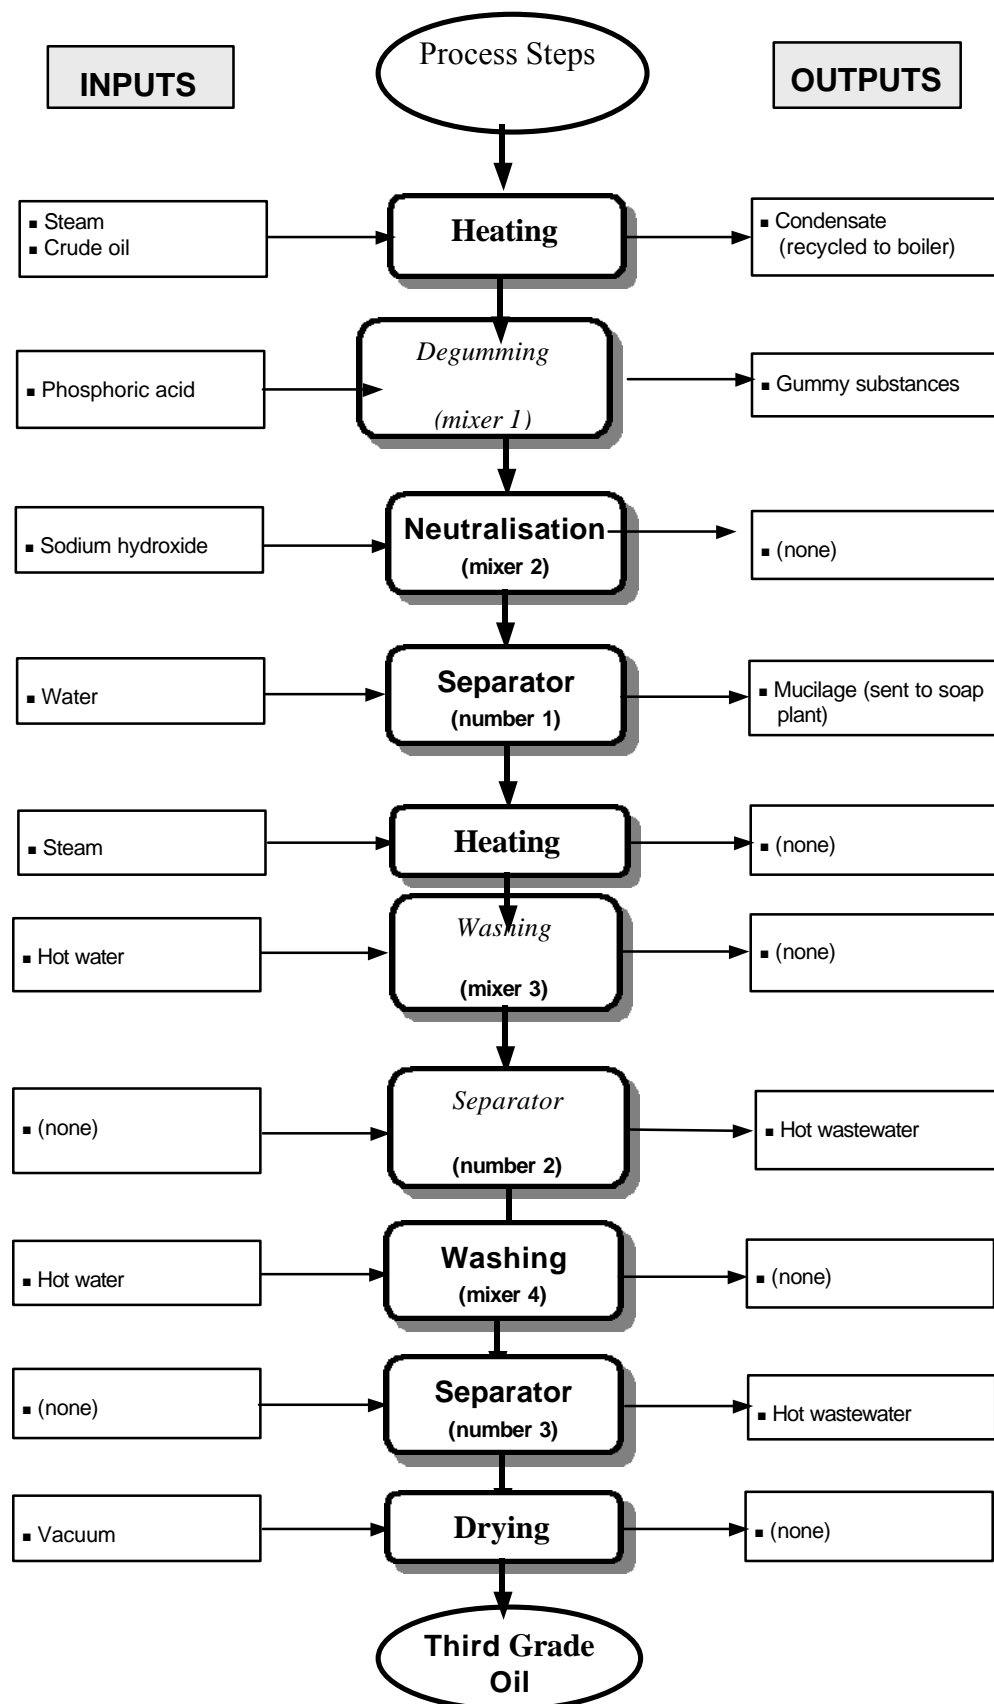 Process Steps
INPUTS
OUTPUTS
▪ Steam
▪ Crude oil
Heating
▪ Condensate
(recycled to boiler)
▪ Phosphoric acid
Degumming
(mixer 1)
▪ Gummy substances
▪ Sodium hydroxide
Neutralisation
(mixer 2)
▪ (none)
▪ Water
Separator
(number 1)
▪ Mucilage (sent to soap
plant)
▪ Steam
Heating
▪ (none)
▪ Hot water
Washing
(mixer 3)
▪ (none)
▪ (none)
Separator
(number 2)
▪ Hot wastewater
▪ Hot water
Washing
(mixer 4)
▪ (none)
▪ (none)
Separator
(number 3)
▪ Hot wastewater
▪ Vacuum
Drying
▪ (none)
Third Grade
Oil